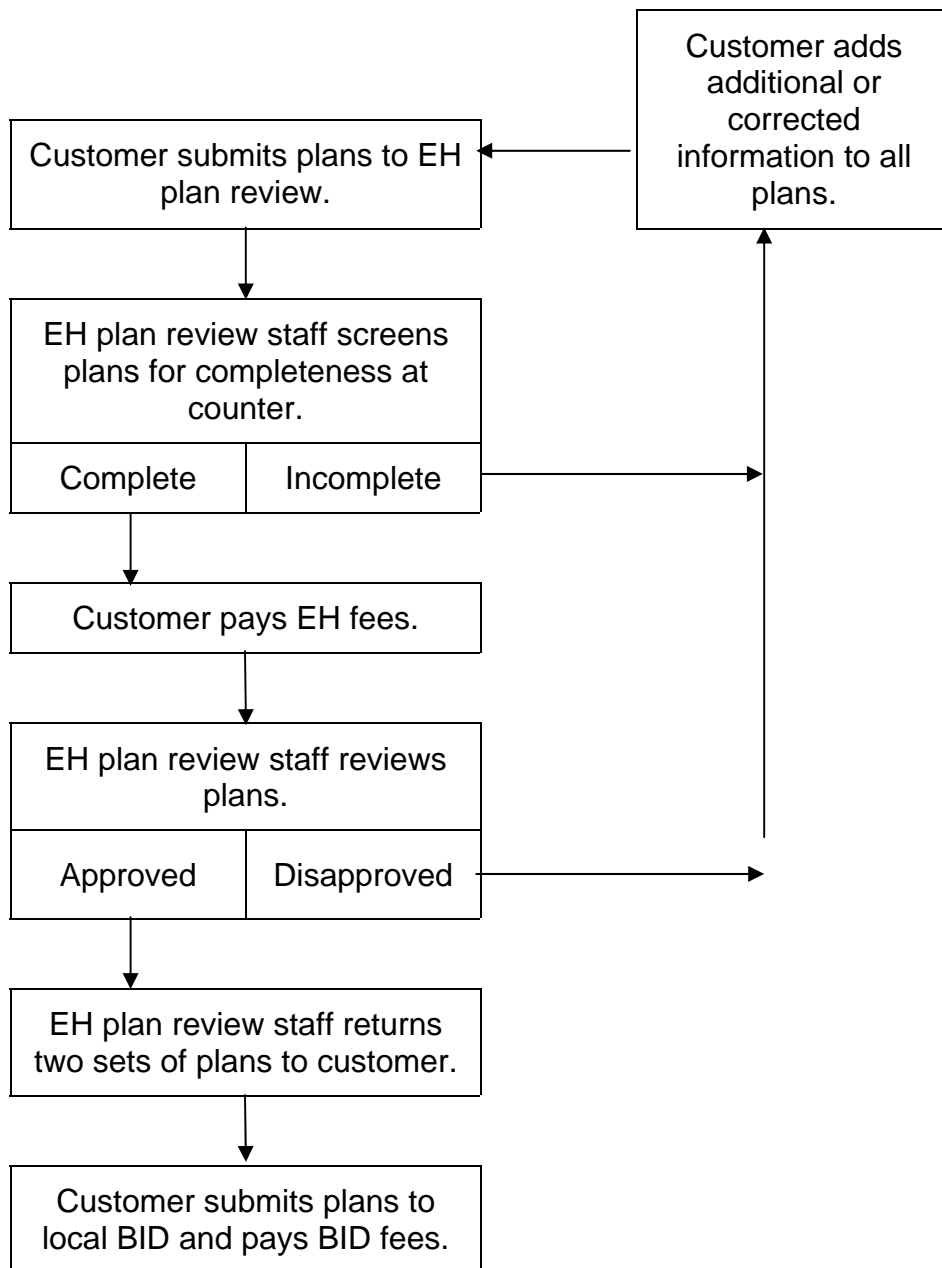 Customer adds
additional or
corrected
information to all
plans.
Customer submits plans to EH
plan review.
EH plan review staff screens
plans for completeness at
counter.
Complete
Incomplete
Customer pays EH fees.
EH plan review staff reviews
plans.
Approved
Disapproved
EH plan review staff returns
two sets of plans to customer.
Customer submits plans to
local BID and pays BID fees.